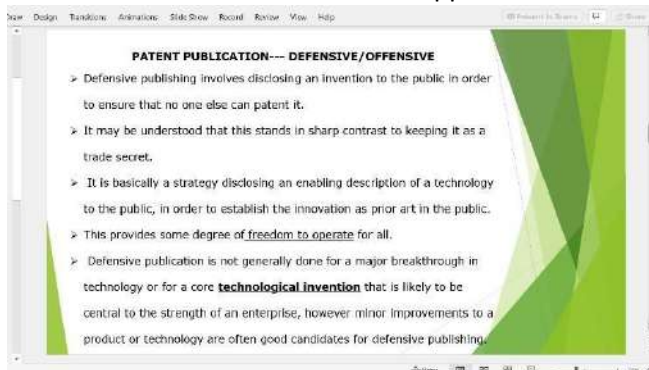 Draw Design Transitions Animations Slide Show Record Review View Help
PATENT PUBLICATION--- DEFENSIVE/OFFENSIVE
➢ Defensive publishing involves disclosing an invention to the public in order
to ensure that no one else can patent it.
➢ It may be understood that this stands in sharp contrast to keeping it as a
trade secret.
➢ It is basically a strategy disclosing an enabling description of a technology
to the public, in order to establish the innovation as prior art in the public.
➢ This provides some degree of freedom to operate for all.
➢ Defensive publication is not generally done for a major breakthrough in
technology or for a core technological invention that is likely to be
central to the strength of an enterprise, however minor improvements to a
product or technology are often good candidates for defensive publishing.